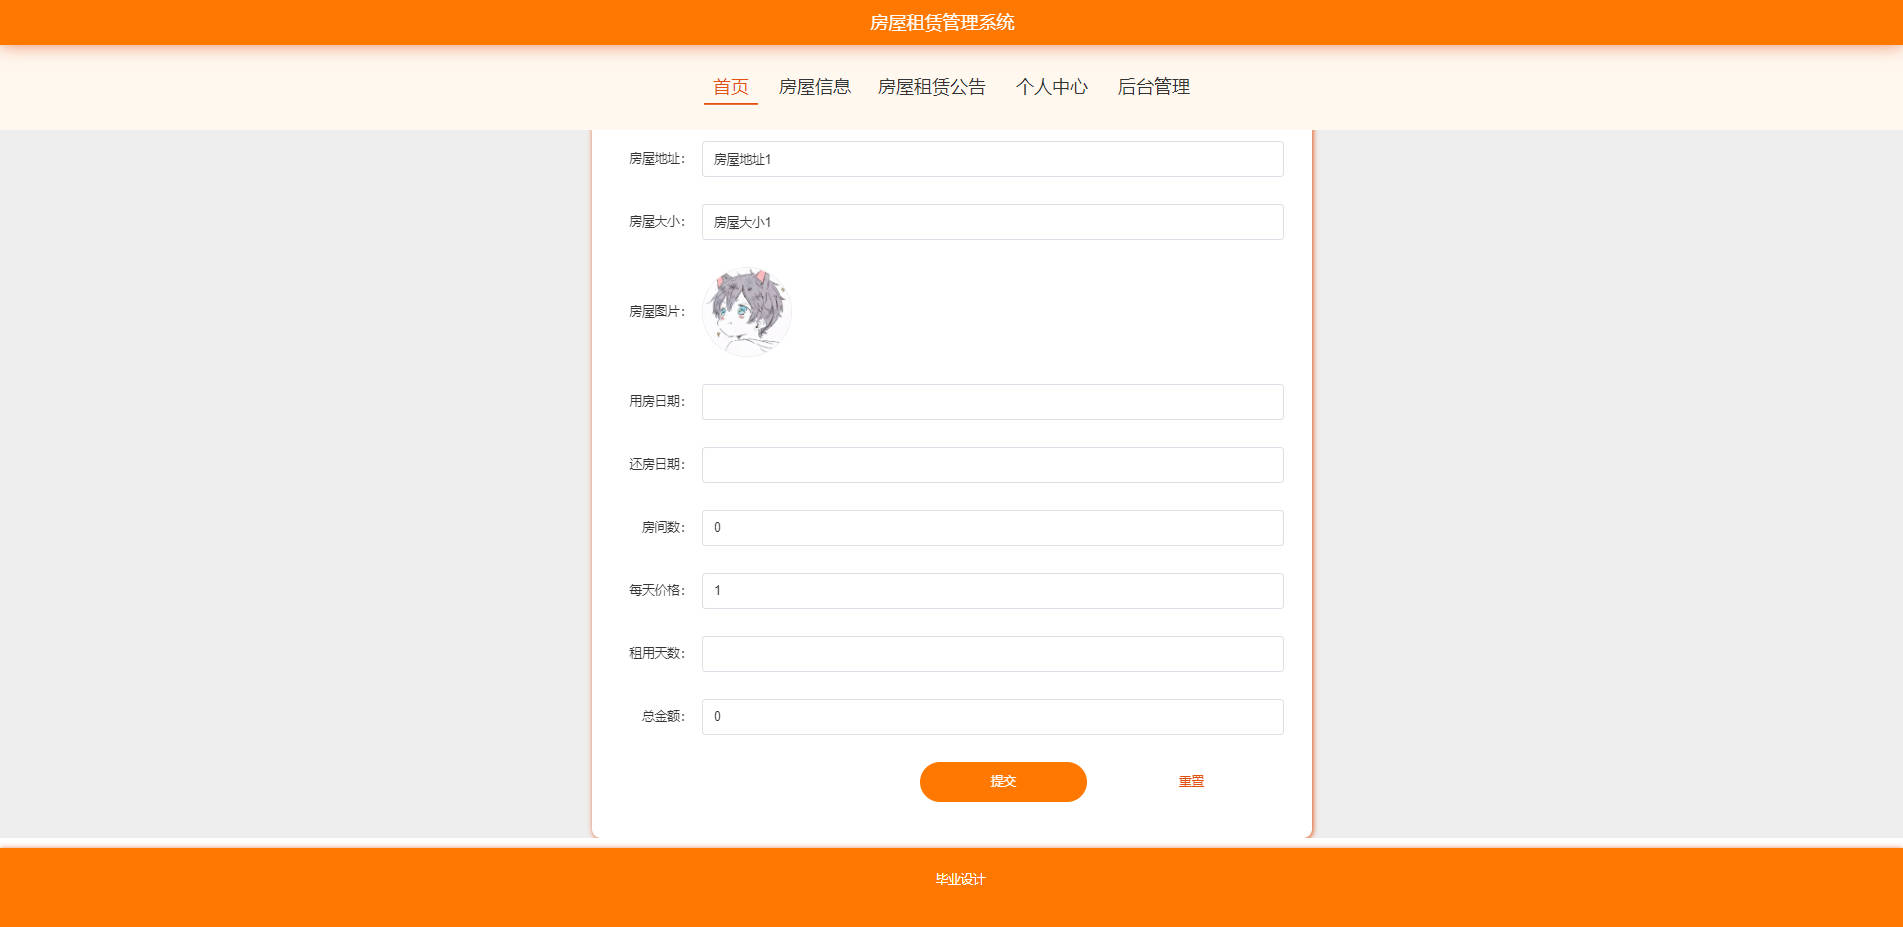 房屋租赁管理系统
首页 房屋信息 房屋租赁公告 个人中心 后台管理
房屋地址： 房屋地址1
房屋大小： 房屋大小1
房屋图片：
用房日期：
还房日期：
房间数： 0
每天价格： 1
租用天数：
总金额： 0
提交 重置
毕业设计